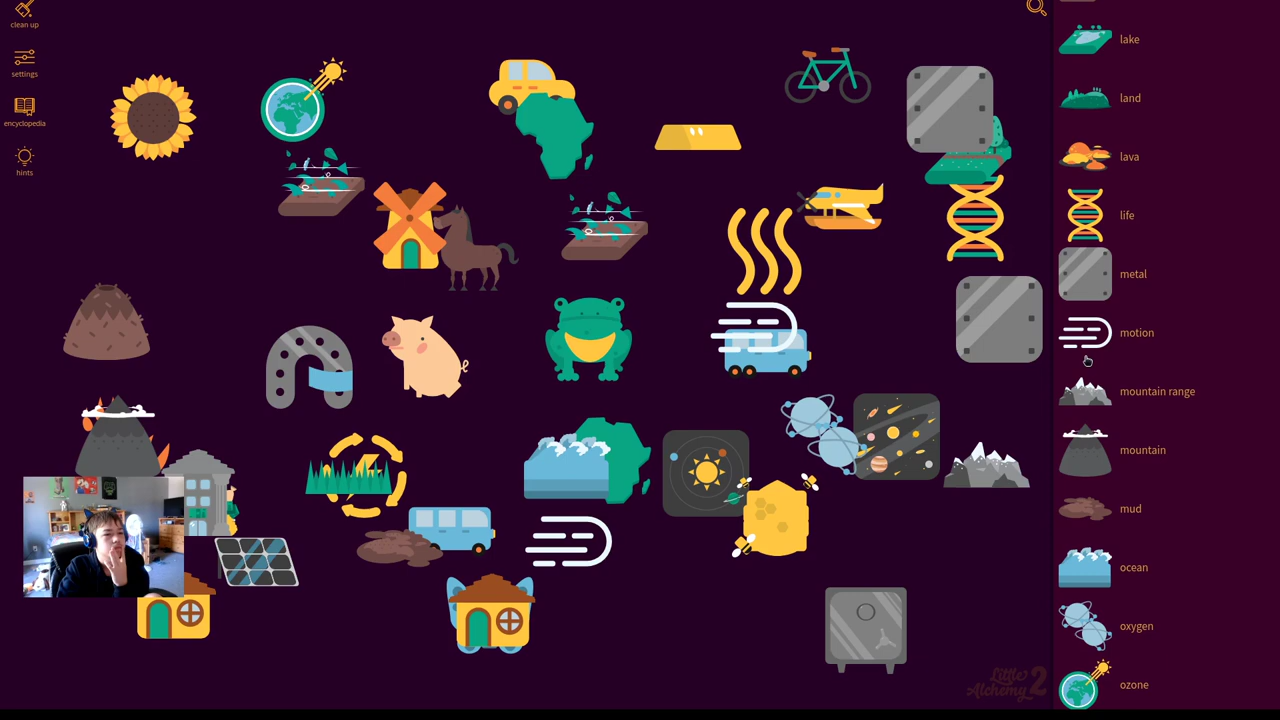 clean up
settings
encyclopedia
hints
lake
land
lava
life
metal
motion
mountain range
mountain
mud
ocean
oxygen
ozone
Little
Alchemy 2